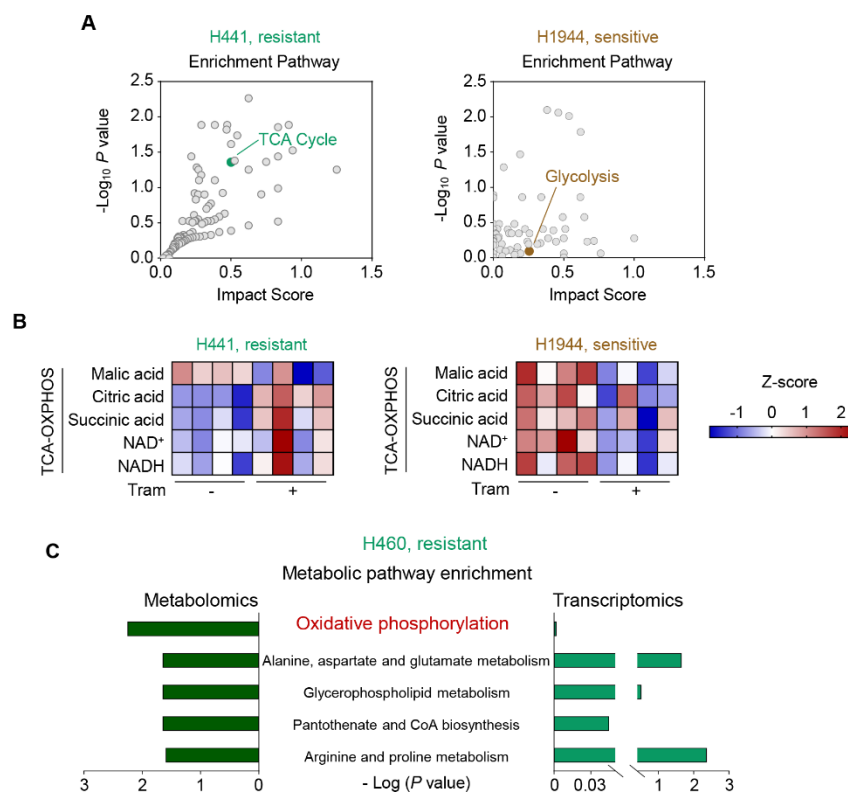 A
H441, resistant
Enrichment Pathway
2.5
2.0
1.5
1.0
0.5
0.0
-Log₁₀ P value
TCA Cycle
0.0 0.5 1.0 1.5
Impact Score
H1944, sensitive
Enrichment Pathway
2.5
2.0
1.5
1.0
0.5
0.0
-Log₁₀ P value
Glycolysis
0.0 0.5 1.0 1.5
Impact Score
B
H441, resistant
TCA-OXPHOS
Malic acid
Citric acid
Succinic acid
NAD⁺
NADH
Tram - +
H1944, sensitive
TCA-OXPHOS
Malic acid
Citric acid
Succinic acid
NAD⁺
NADH
Tram - +
Z-score
-1 0 1 2
C
H460, resistant
Metabolic pathway enrichment
Metabolomics
Transcriptomics
Oxidative phosphorylation
Alanine, aspartate and glutamate metabolism
Glycerophospholipid metabolism
Pantothenate and CoA biosynthesis
Arginine and proline metabolism
3 2 1 0
- Log (P value)
0 0.03 1 2 3